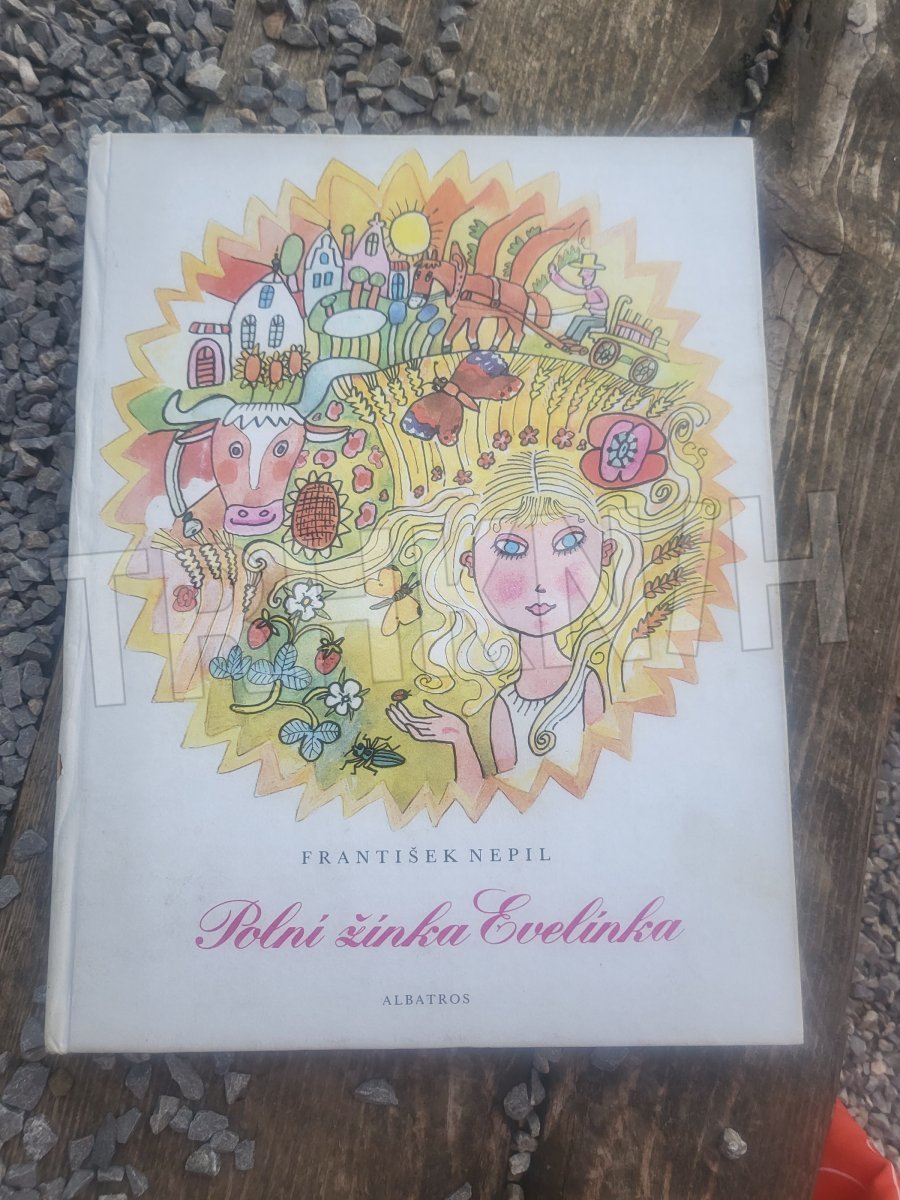 FRANTIŠEK NEPIL
Polní žínka Evelínka
ALBATROS